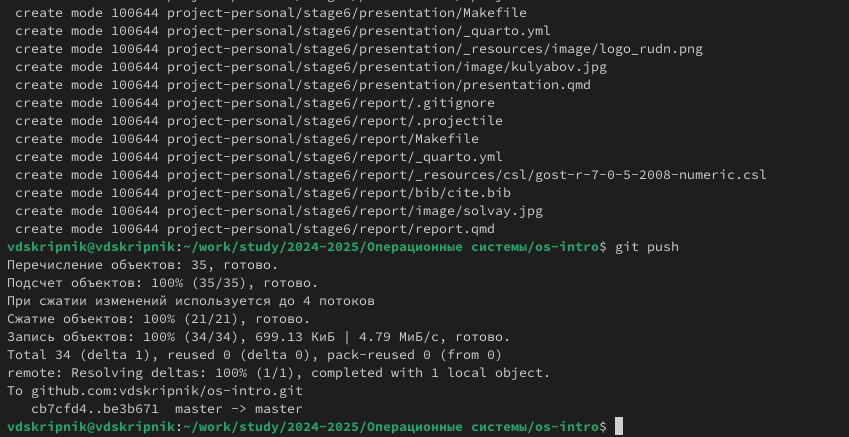 create mode 100644 project-personal/stage6/presentation/Makefile
create mode 100644 project-personal/stage6/presentation/_quarto.yml
create mode 100644 project-personal/stage6/presentation/_resources/image/logo_rudn.png
create mode 100644 project-personal/stage6/presentation/image/kulyabov.jpg
create mode 100644 project-personal/stage6/presentation/presentation.qmd
create mode 100644 project-personal/stage6/report/.gitignore
create mode 100644 project-personal/stage6/report/.projectile
create mode 100644 project-personal/stage6/report/Makefile
create mode 100644 project-personal/stage6/report/_quarto.yml
create mode 100644 project-personal/stage6/report/_resources/csl/gost-r-7-0-5-2008-numeric.csl
create mode 100644 project-personal/stage6/report/bib/cite.bib
create mode 100644 project-personal/stage6/report/image/solvay.jpg
create mode 100644 project-personal/stage6/report/report.qmd
vdskripnik@vdskripnik:~/work/study/2024-2025/Операционные системы/os-intro$ git push
Перечисление объектов: 35, готово.
Подсчет объектов: 100% (35/35), готово.
При сжатии изменений используется до 4 потоков
Сжатие объектов: 100% (21/21), готово.
Запись объектов: 100% (34/34), 699.13 КиБ | 4.79 МиБ/с, готово.
Total 34 (delta 1), reused 0 (delta 0), pack-reused 0 (from 0)
remote: Resolving deltas: 100% (1/1), completed with 1 local object.
To github.com:vdskripnik/os-intro.git
cb7cfd4..be3b671  master -> master
vdskripnik@vdskripnik:~/work/study/2024-2025/Операционные системы/os-intro$